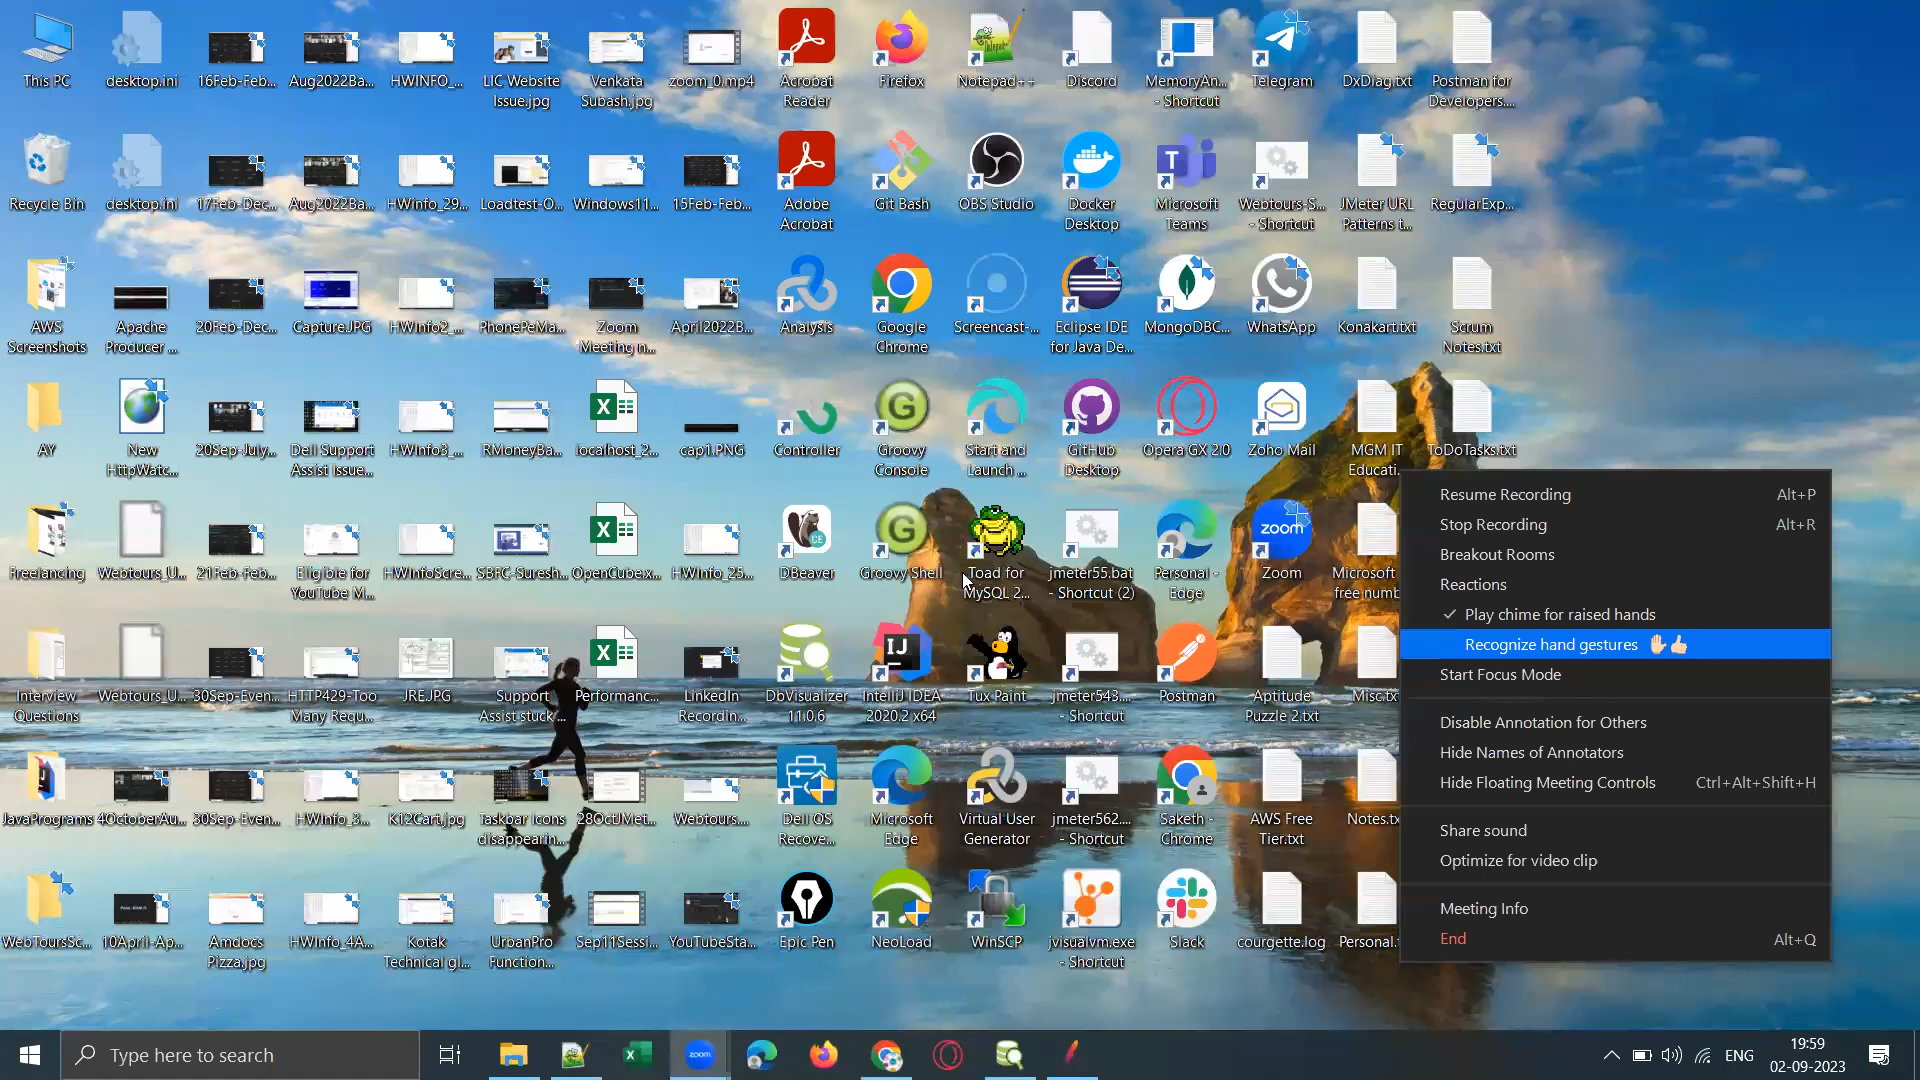 This PC
desktop.ini
16Feb-Feb...
Aug2022Ba...
HWINFO_...
LIC Website
Issue.jpg
Venkata
Subash.jpg
zoom_0.mp4
Acrobat
Reader
Firefox
Notepad++
Discord
MemoryAn...
- Shortcut
Telegram
DxDiag.txt
Postman for
Developers....
Recycle Bin
desktop.ini
17Feb-Dec...
Aug2022Ba...
HWinfo_29...
Loadtest-O...
Windows11...
15Feb-Feb...
Adobe
Acrobat
Git Bash
OBS Studio
Docker
Desktop
Microsoft
Teams
Webtours-S...
- Shortcut
JMeter URL
Patterns t...
RegularExp...
AWS
Screenshots
Apache
Producer ...
20Feb-Dec...
Capture.JPG
HWInfo2_...
PhonePeMa...
Zoom
Meeting n...
April2022B...
Analysis
Google
Chrome
Screencast-...
Eclipse IDE
for Java De...
MongoDBC...
WhatsApp
Konakart.txt
Scrum
Notes.txt
AY
New
HttpWatc...
20Sep-July...
Dell Support
Assist Issue...
HWInfo3_...
RMoneyBa...
localhost_2...
cap1.PNG
Controller
Groovy
Console
Start and
Launch ...
GitHub
Desktop
Opera GX 2.0
Zoho Mail
MGM IT
Educati...
ToDoTasks.txt
Freelancing
Webtours_U...
21Feb-Feb...
Eligible for
YouTube M...
HWInfoScre...
SBFC-Suresh...
OpenCube.x...
HWInfo_25...
DBeaver
Groovy Shell
Toad for
MySQL 2...
jmeter55.bat
- Shortcut (2)
Personal -
Edge
zoom
Zoom
Microsoft
free numb
Interview
Questions
Webtours_U...
30Sep-Even...
HTTP429-Too
Many Requ...
JRE.JPG
Support
Assist stuck ...
Performanc...
LinkedIn
Recordin...
DbVisualizer
11.0.6
IntelliJ IDEA
2020.2 x64
Tux Paint
jmeter543....
- Shortcut
Postman
Aptitude
Puzzle 2.txt
Misc.tx
JavaPrograms
4OctoberAu...
30Sep-Even...
HWInfo_3...
K12Cart.jpg
Taskbar Icons
disappearin...
28OctJMet...
Webtours...
Dell OS
Recove...
Microsoft
Edge
Virtual User
Generator
jmeter562....
- Shortcut
Saketh -
Chrome
AWS Free
Tier.txt
Notes.tx
WebToursSc...
10April-Ap...
Amdocs
Pizza.jpg
HWInfo_4A...
Kotak
Technical gl...
UrbanPro
Function...
Sep11Sessi...
YouTubeSta...
Epic Pen
NeoLoad
WinSCP
jvisualvm.exe
- Shortcut
Slack
courgette.log
Personal.
Resume Recording Alt+P
Stop Recording Alt+R
Breakout Rooms
Reactions
Play chime for raised hands
Recognize hand gestures
Start Focus Mode
Disable Annotation for Others
Hide Names of Annotators
Hide Floating Meeting Controls Ctrl+Alt+Shift+H
Share sound
Optimize for video clip
Meeting Info
End Alt+Q
Type here to search
zoom
ENG
19:59
02-09-2023